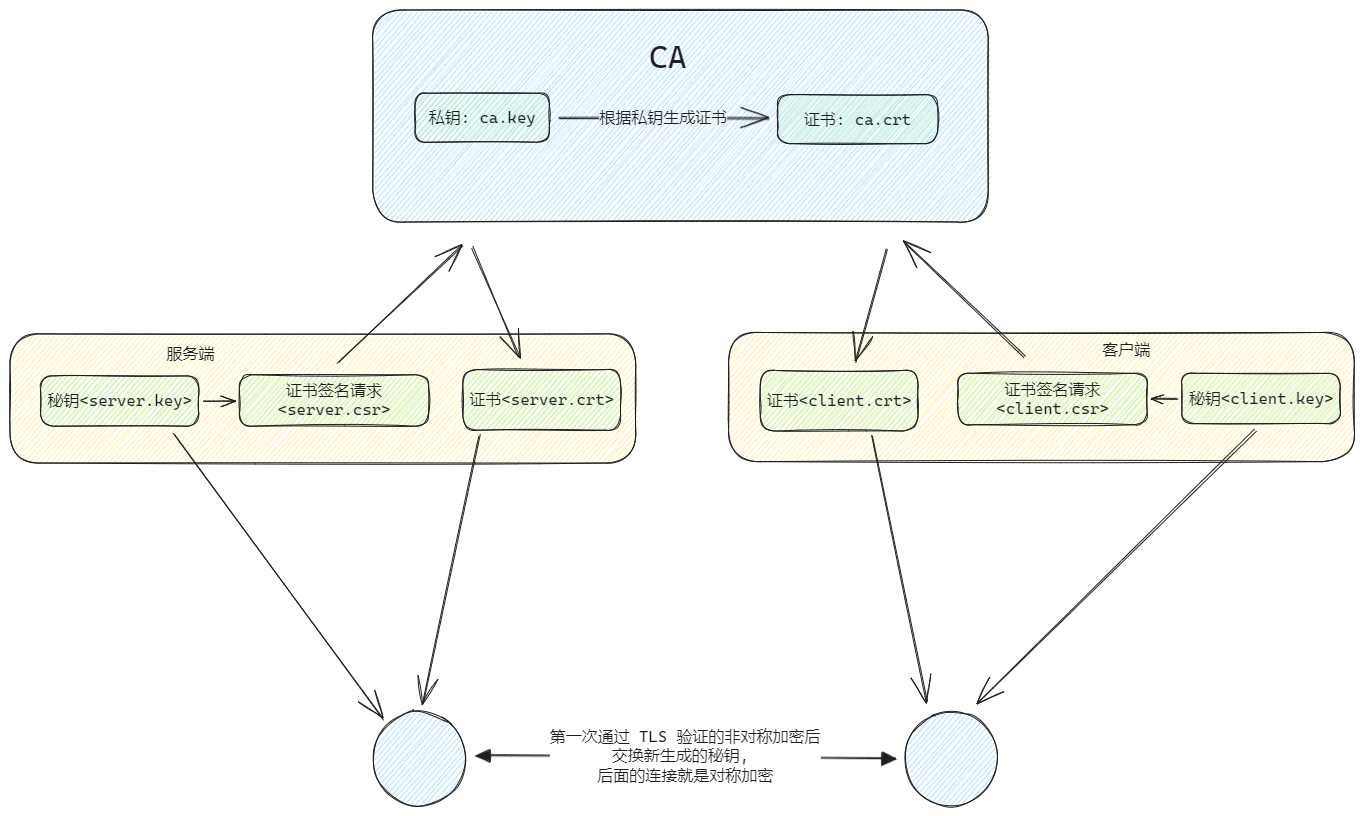 CA
私钥: ca.key
根据私钥生成证书
证书: ca.crt
服务端
秘钥<server.key>
证书签名请求
<server.csr>
证书<server.crt>
客户端
证书<client.crt>
证书签名请求
<client.csr>
秘钥<client.key>
第一次通过 TLS 验证的非对称加密后
交换新生成的秘钥,
后面的连接就是对称加密